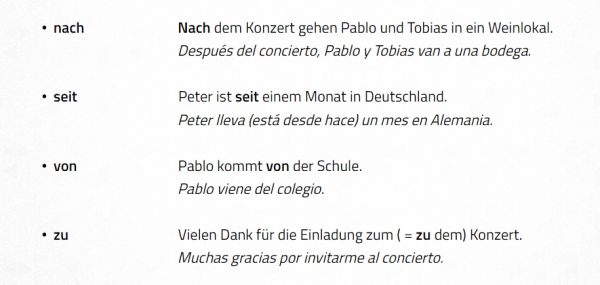 • nach Nach dem Konzert gehen Pablo und Tobias in ein Weinlokal.
Después del concierto, Pablo y Tobias van a una bodega.
• seit Peter ist seit einem Monat in Deutschland.
Peter lleva (está desde hace) un mes en Alemania.
• von Pablo kommt von der Schule.
Pablo viene del colegio.
• zu Vielen Dank für die Einladung zum ( = zu dem) Konzert.
Muchas gracias por invitarme al concierto.